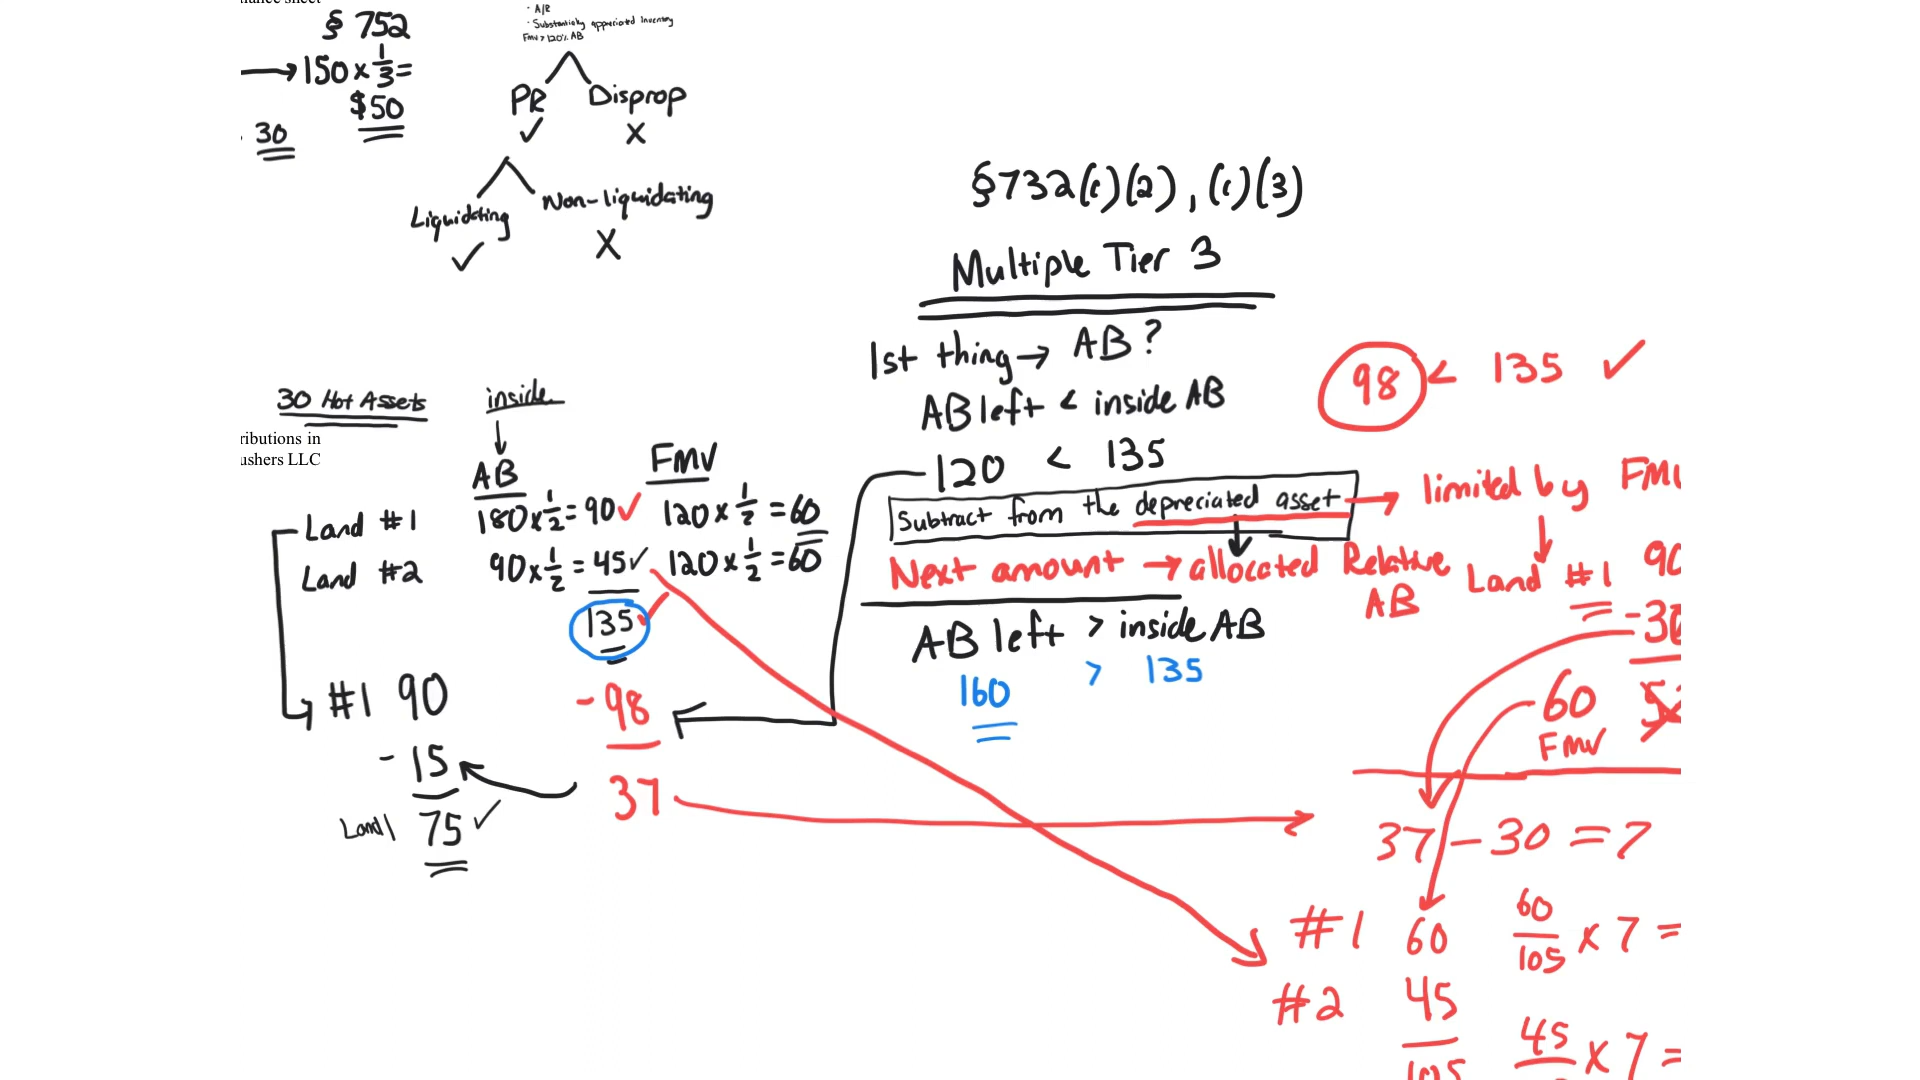 § 752
150 x 1/3 =
$50
30
· A/R
· Substantially appreciated Inventory
Fmv > 120% AB
PR Disprop
✓ X
Liquidating Non-liquidating
✓ X
30 Hot Assets
ributions in
ushers LLC
inside
AB FMV
Land #1 180 x 1/2 = 90 ✓ 120 x 1/2 = 60
Land #2 90 x 1/2 = 45 ✓ 120 x 1/2 = 60
135 ✓
- 98
37
#1 90
- 15
Land 1 75 ✓
§732(c)(2), (c)(3)
Multiple Tier 3
1st thing → AB?
AB left < inside AB
120 < 135
Subtract from the depreciated asset → limited by
Next amount → allocated Relative AB
AB left > inside AB
160 > 135
98 < 135 ✓
Land #1
60
Fmv
37 - 30 = 7
#1 60 60/105 x 7 =
#2 45 45 x 7 =
105